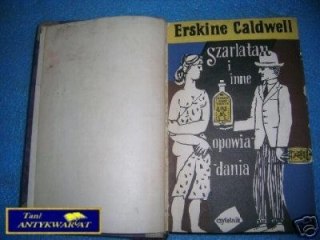 Erskine Caldwell
Szarlatan
i
inne
opowia
dania
czytelnik
Tani
ANTYKWARIAT